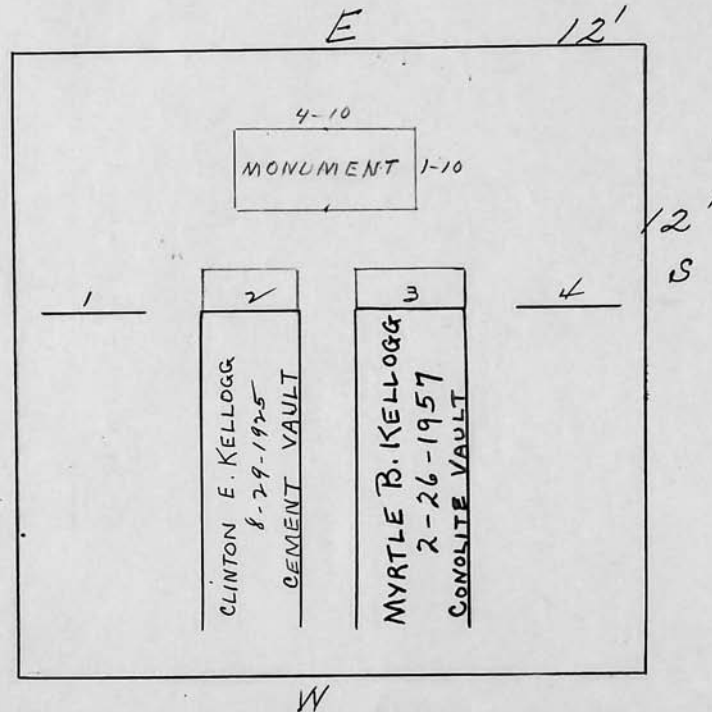 E
12'
4-10
MONUMENT
1-10
12'
S
1
2
3
4
CLINTON E. KELLOGG
8-29-1925
CEMENT VAULT
MYRTLE B. KELLOGG
2-26-1957
CONOLITE VAULT
W